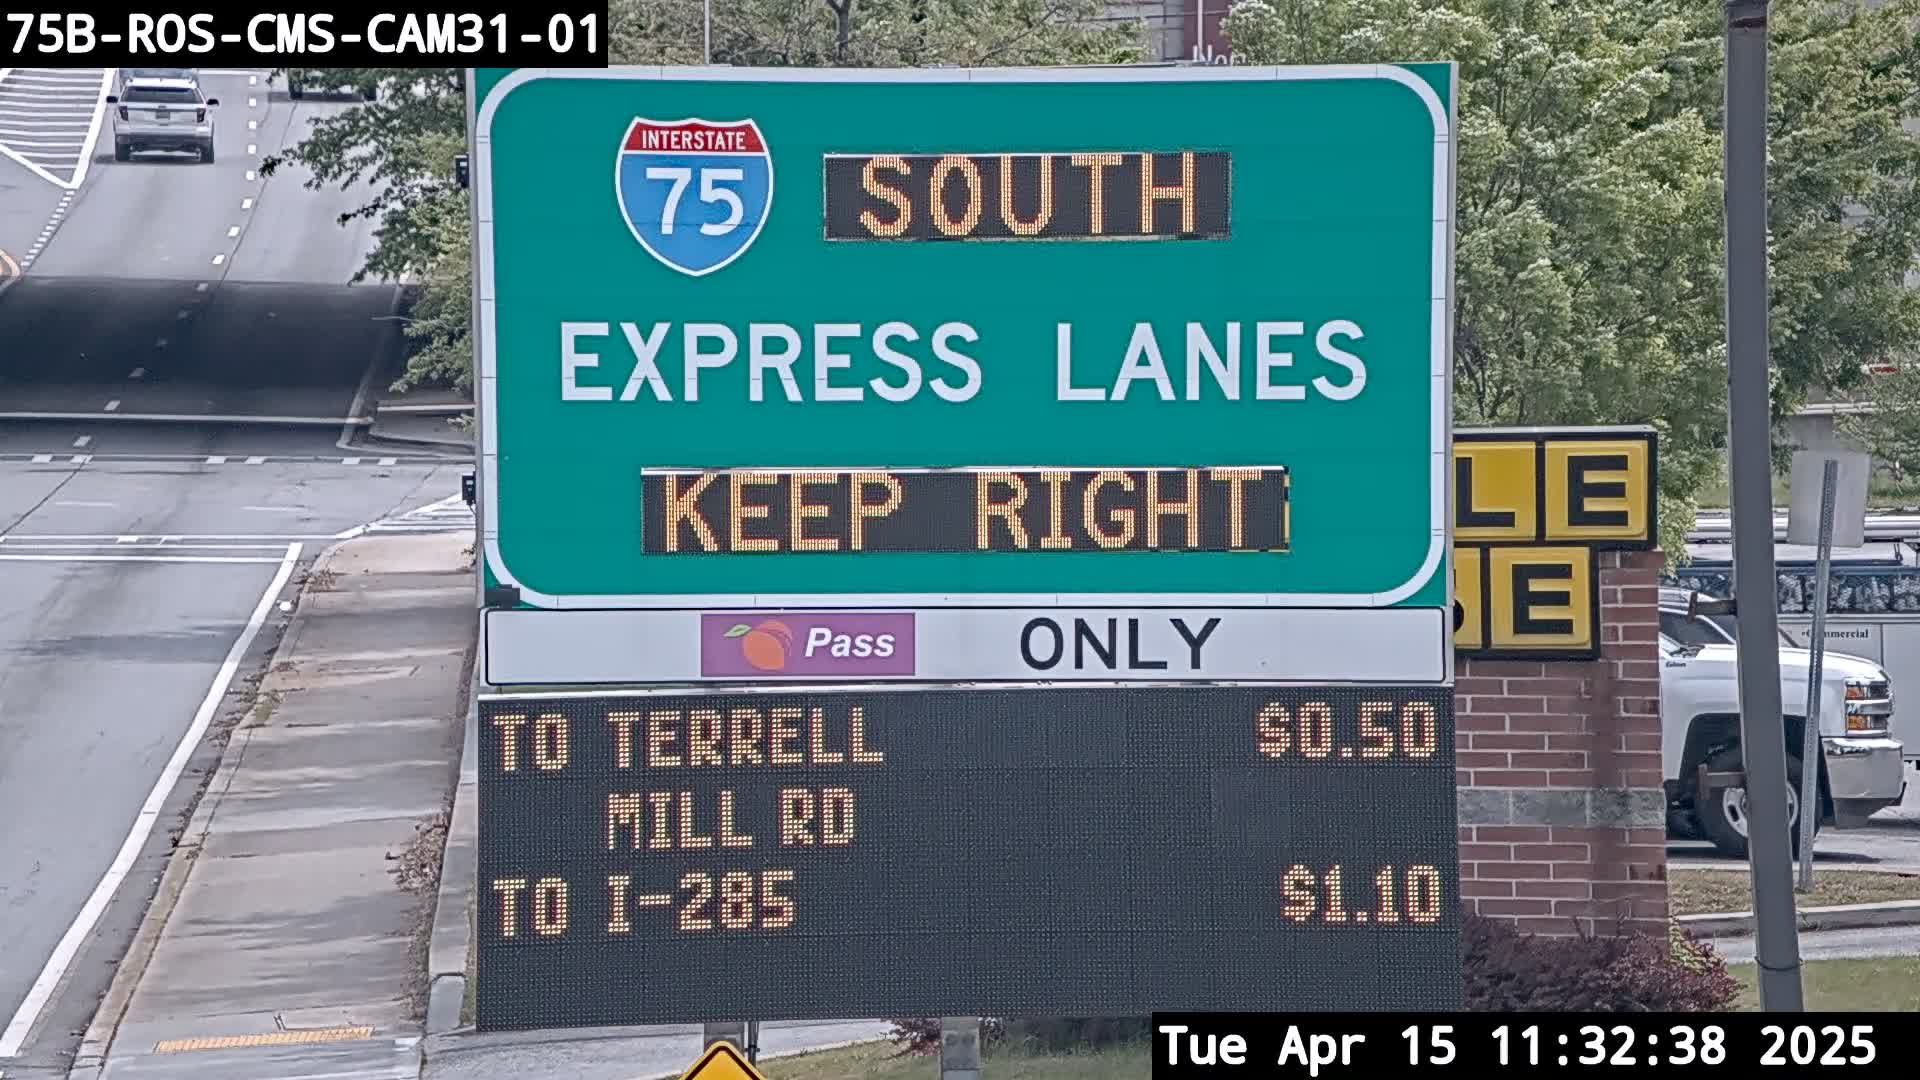 75B-ROS-CMS-CAM31-01
INTERSTATE
75
SOUTH
EXPRESS LANES
KEEP RIGHT
Pass ONLY
TO TERRELL $0.50
MILL RD
TO I-285 $1.10
LE
E
Tue Apr 15 11:32:38 2025